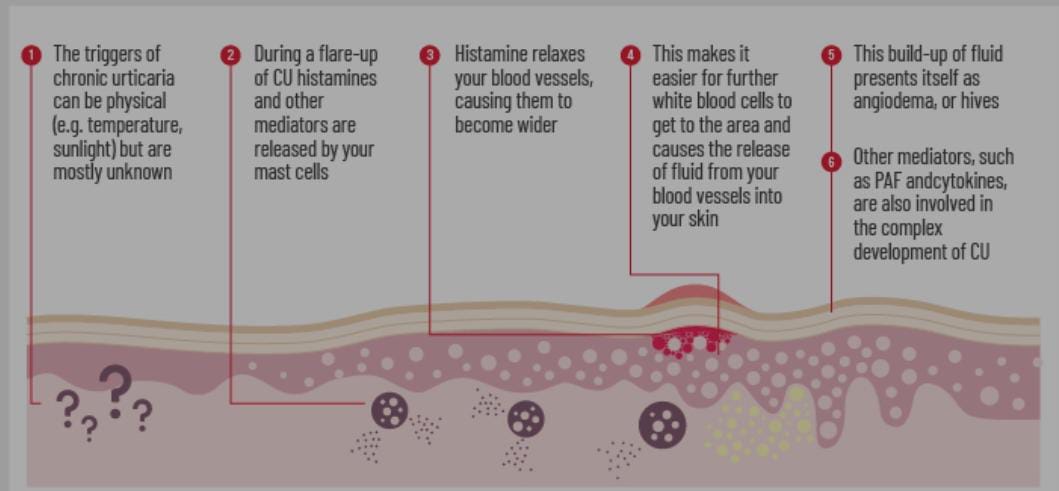 1
The triggers of
chronic urticaria
can be physical
(e.g. temperature,
sunlight) but are
mostly unknown
2
During a flare-up
of CU histamines
and other
mediators are
released by your
mast cells
3
Histamine relaxes
your blood vessels,
causing them to
become wider
4
This makes it
easier for further
white blood cells to
get to the area and
causes the release
of fluid from your
blood vessels into
your skin
5
This build-up of fluid
presents itself as
angiodema, or hives
6
Other mediators, such
as PAF andcytokines,
are also involved in
the complex
development of CU
? ? ? ?